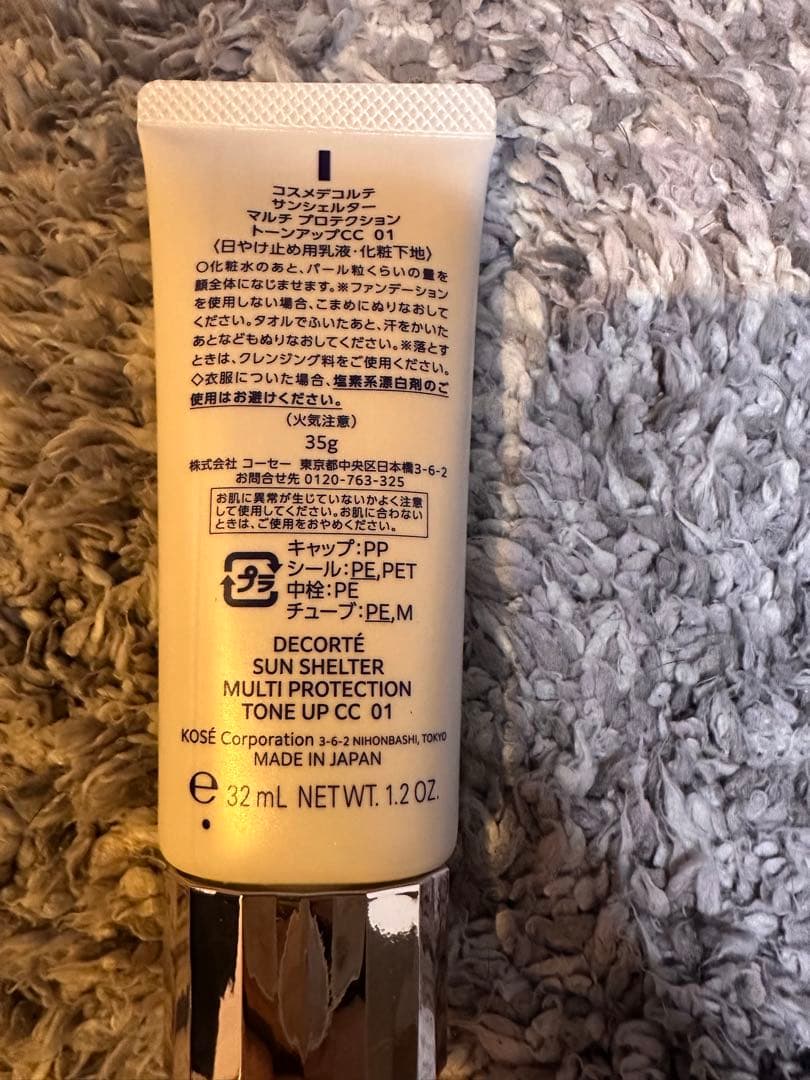 コスメデコルテ
サンシェルター
マルチ プロテクション
トーンアップCC 01
〈日やけ止め用乳液・化粧下地〉
○化粧水のあと、パール粒くらいの量を
顔全体になじませます。※ファンデーション
を使用しない場合、こまめにぬりなおして
ください。タオルでふいたあと、汗をかいた
あとなどもぬりなおしてください。※落とす
ときは、クレンジング料をご使用ください。
◇衣服についた場合、塩素系漂白剤のご
使用はお避けください。
（火気注意）
35g
株式会社 コーセー 東京都中央区日本橋3-6-2
お問合せ先 0120-763-325
お肌に異常が生じていないかよく注意
して使用してください。お肌に合わない
ときは、ご使用をおやめください。
プラ
キャップ:PP
シール:PE,PET
中栓:PE
チューブ:PE,M
DECORTÉ
SUN SHELTER
MULTI PROTECTION
TONE UP CC 01
KOSÉ Corporation 3-6-2 NIHONBASHI, TOKYO
MADE IN JAPAN
e 32 mL NET WT. 1.2 OZ.